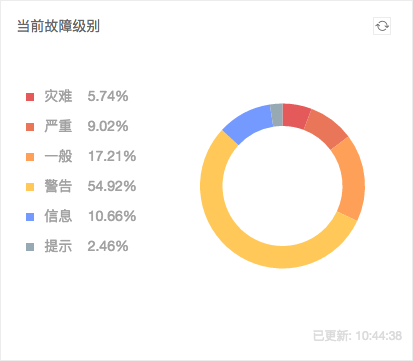 当前故障级别
灾难 5.74%
严重 9.02%
一般 17.21%
警告 54.92%
信息 10.66%
提示 2.46%
已更新: 10:44:38